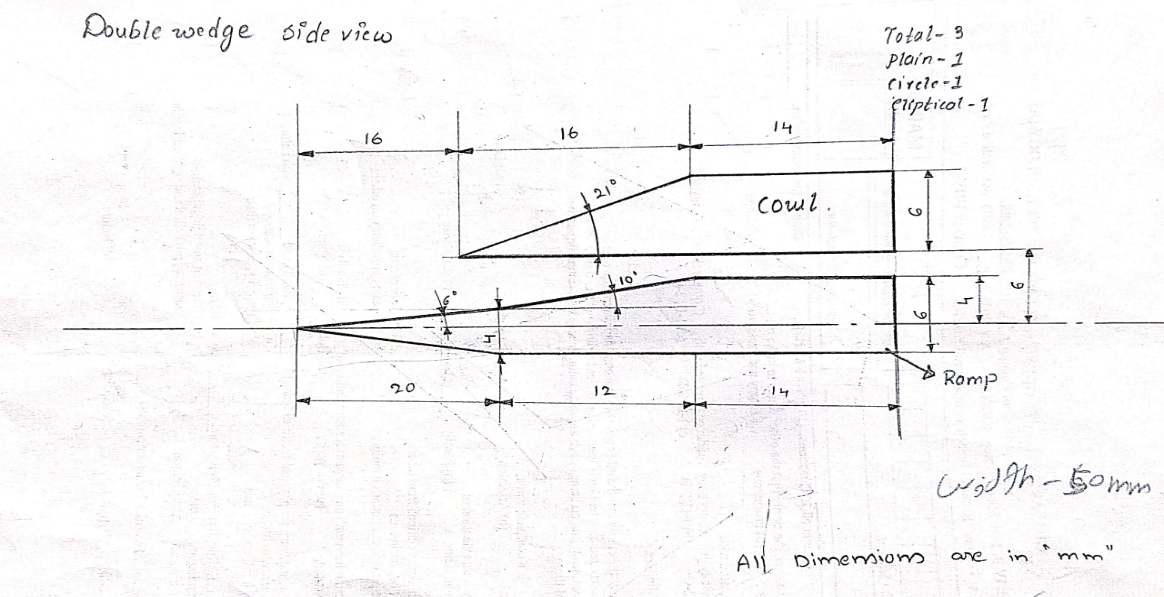 Double wedge side view
Total- 3
Plain - 1
Circle-1
Elliptical - 1
16
16
14
21°
Cowl.
6
6°
10°
4
6
4
6
20
12
14
Ramp
Width - 50mm
All Dimensions are in "mm"